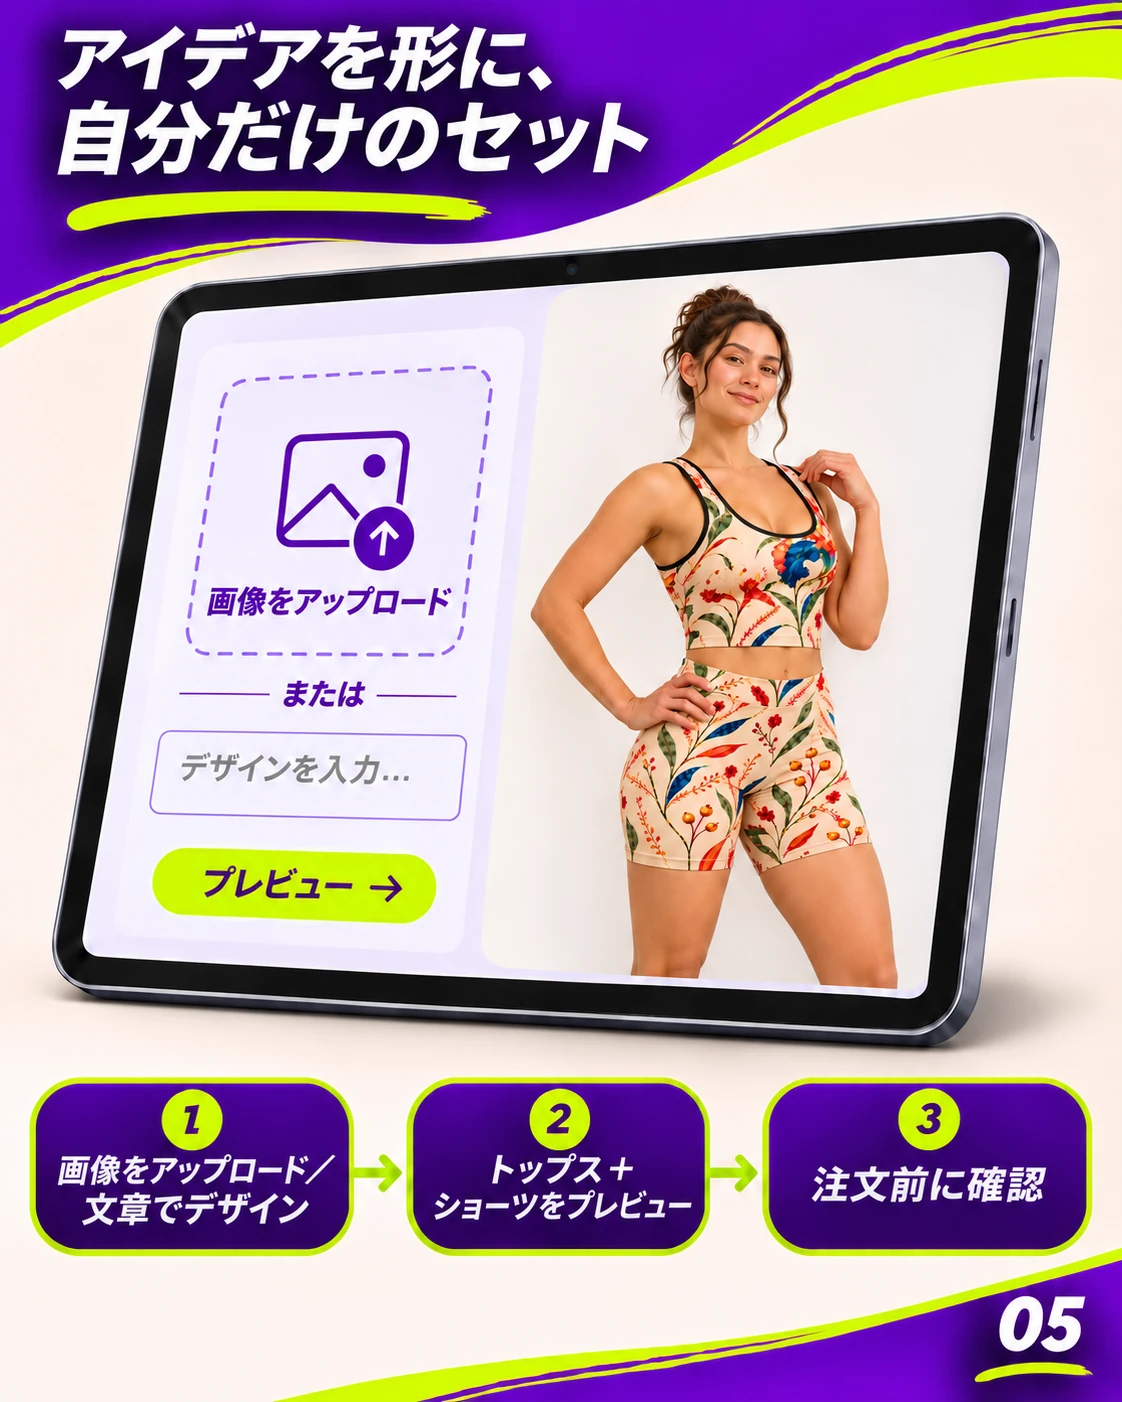 アイデアを形に、
自分だけのセット
画像をアップロード
または
デザインを入力...
プレビュー →
1
画像をアップロード／
文章でデザイン
2
トップス＋
ショーツをプレビュー
3
注文前に確認
05